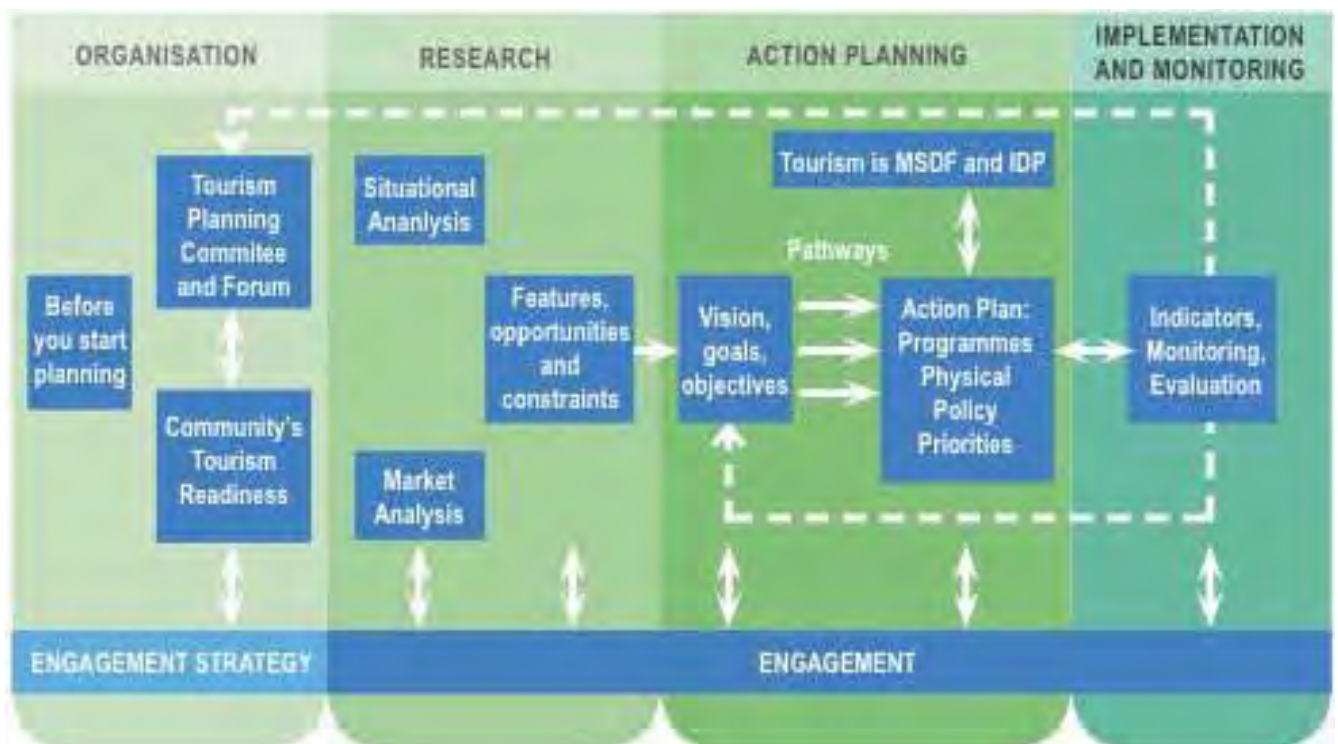 ORGANISATION
RESEARCH
ACTION PLANNING
IMPLEMENTATION
AND MONITORING
Before
you start
planning
Tourism
Planning
Commitee
and Forum
Community's
Tourism
Readiness
Situational
Ananlysis
Market
Analysis
Features,
opportunities
and
constraints
Vision,
goals,
objectives
Pathways
Tourism is MSDF and IDP
Action Plan:
Programmes
Physical
Policy
Priorities
Indicators,
Monitoring,
Evaluation
ENGAGEMENT STRATEGY
ENGAGEMENT